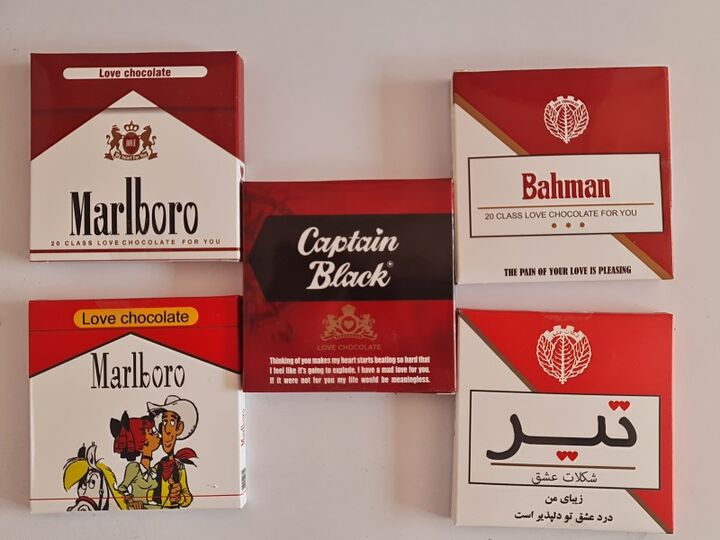 Love chocolate
Marlboro
20 CLASS LOVE CHOCOLATE FOR YOU
Love chocolate
Marlboro
Captain
Black
LOVE CHOCOLATE
Thinking of you makes my heart starts beating so hard that
I feel like it's going to explode. I have a mad love for you.
If it were not for you my life would be meaningless.
Bahman
20 CLASS LOVE CHOCOLATE FOR YOU
THE PAIN OF YOUR LOVE IS PLEASING
تیر
شکلات عشق
زیبای من
درد عشق تو دلپذیر است